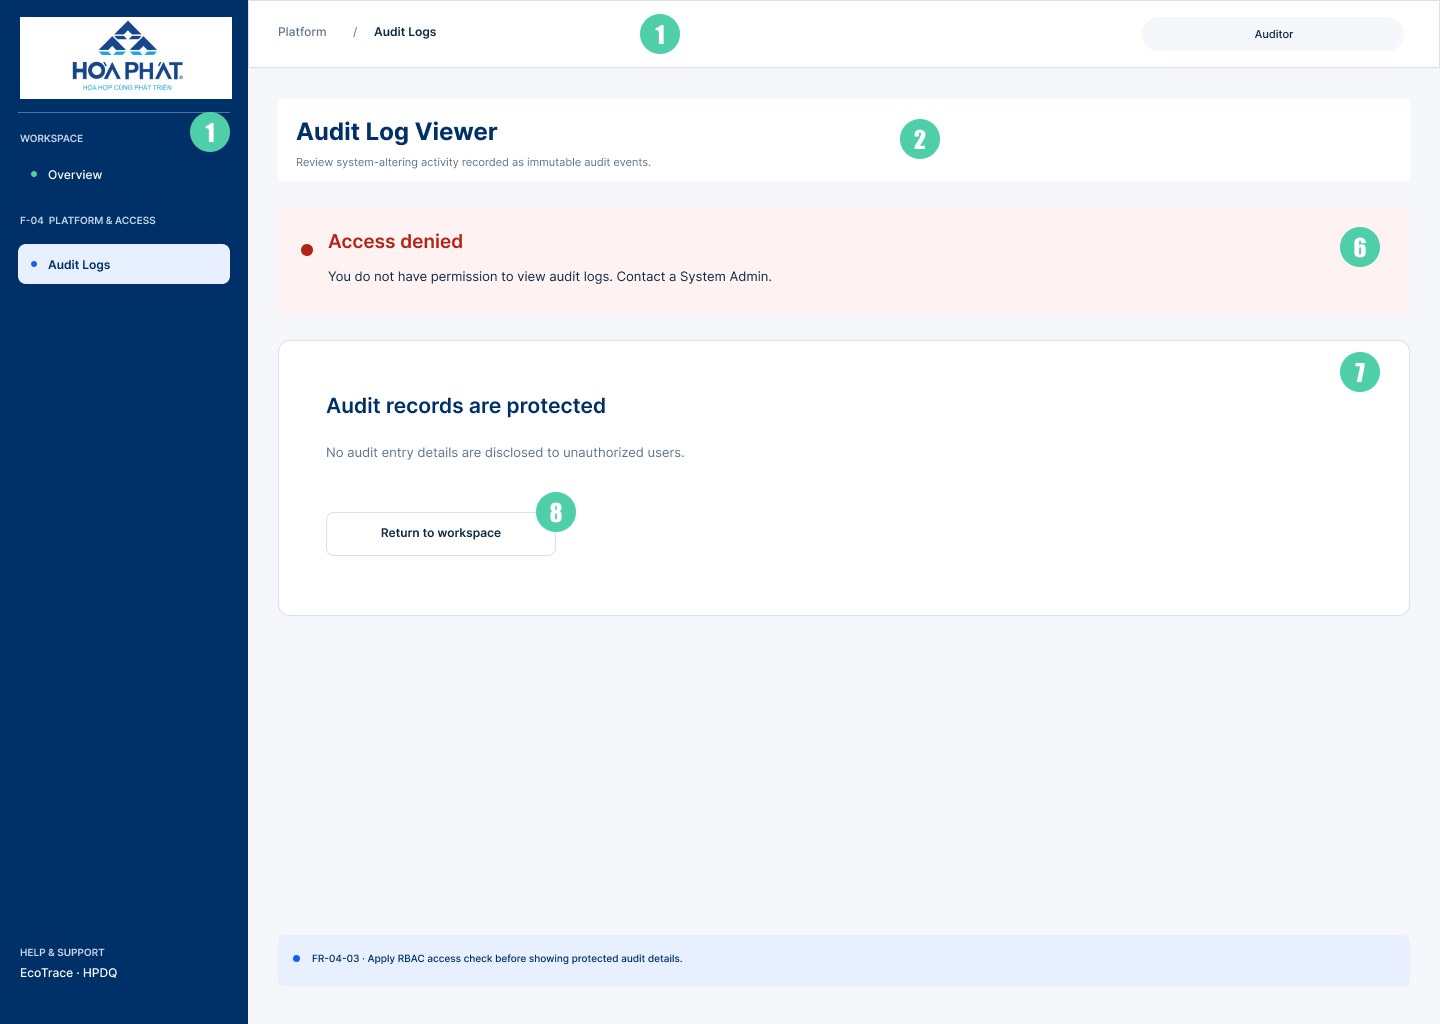 HÒA PHÁT®
HÒA HỢP CÙNG PHÁT TRIỂN
WORKSPACE
1
Overview
F-04 PLATFORM & ACCESS
Audit Logs
HELP & SUPPORT
EcoTrace · HPDQ
Platform / Audit Logs
1
Auditor
Audit Log Viewer
2
Review system-altering activity recorded as immutable audit events.
Access denied
6
You do not have permission to view audit logs. Contact a System Admin.
7
Audit records are protected
No audit entry details are disclosed to unauthorized users.
8
Return to workspace
FR-04-03 · Apply RBAC access check before showing protected audit details.